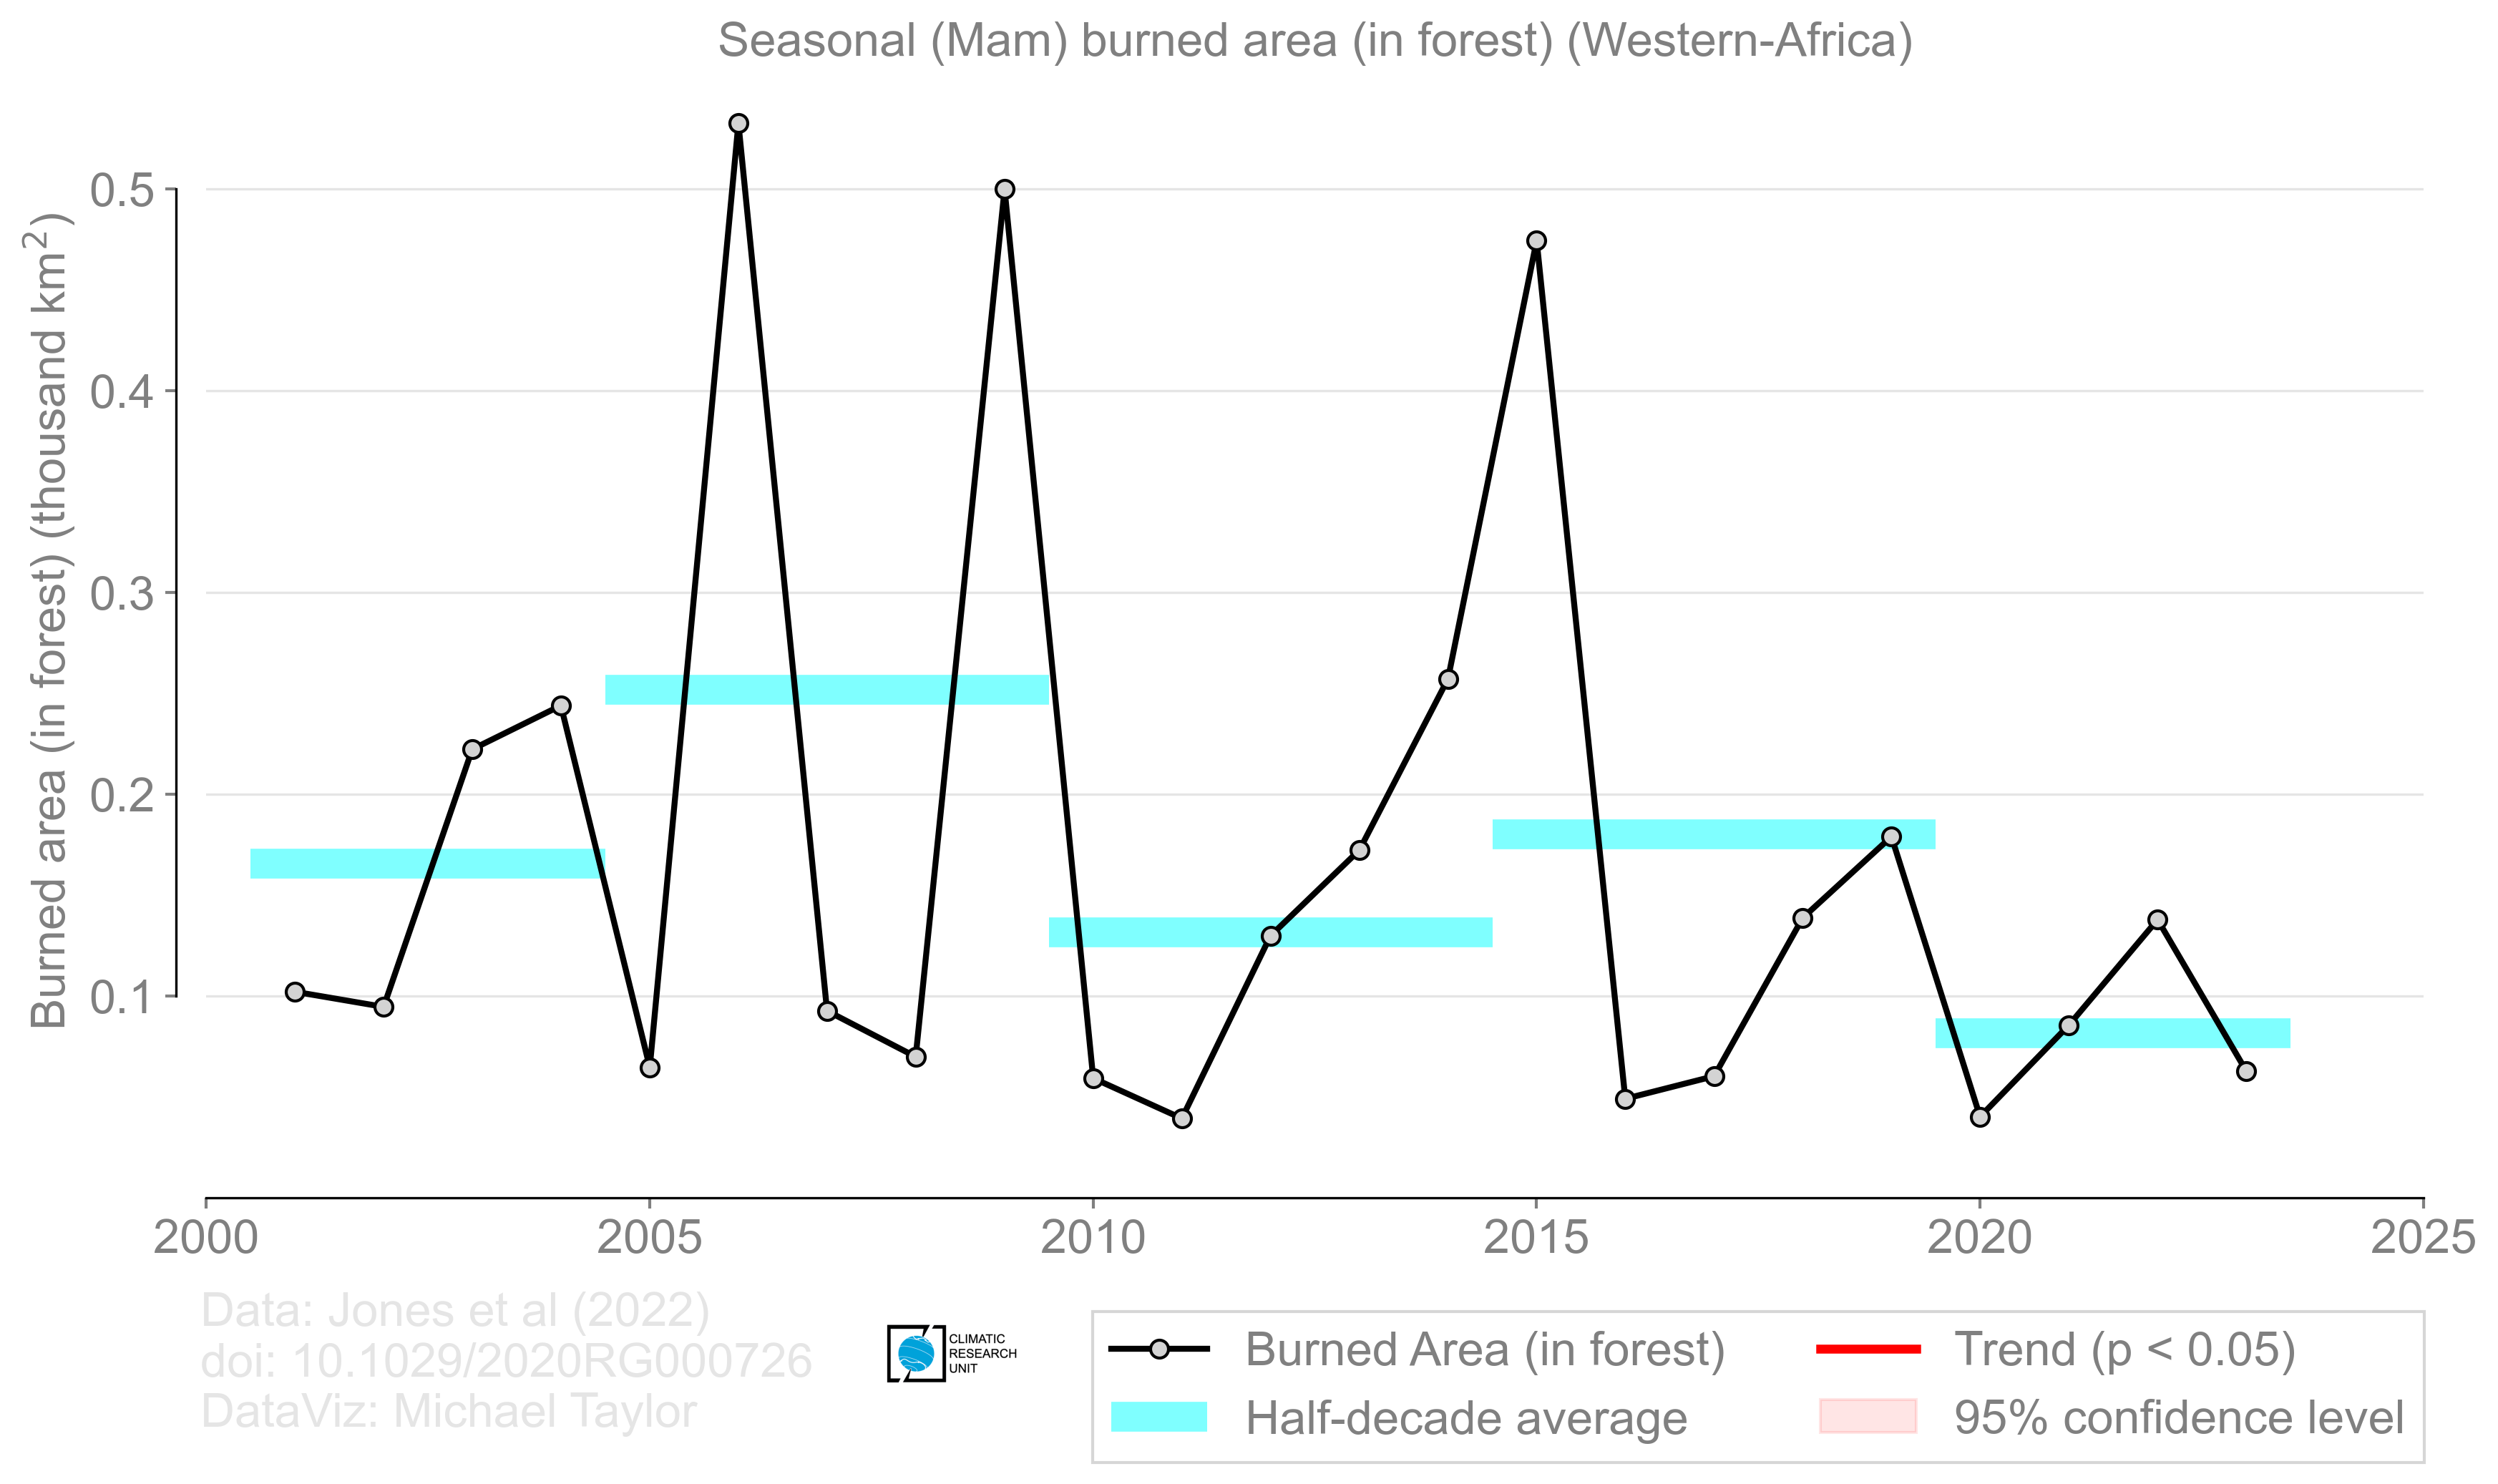 Seasonal (Mam) burned area (in forest) (Western-Africa)
Burned area (in forest) (thousand km²)
0.5
0.4
0.3
0.2
0.1
2000
2005
2010
2015
2020
2025
Data: Jones et al (2022)
doi: 10.1029/2020RG000726
DataViz: Michael Taylor
CLIMATIC
RESEARCH
UNIT
Burned Area (in forest)
Half-decade average
Trend (p < 0.05)
95% confidence level